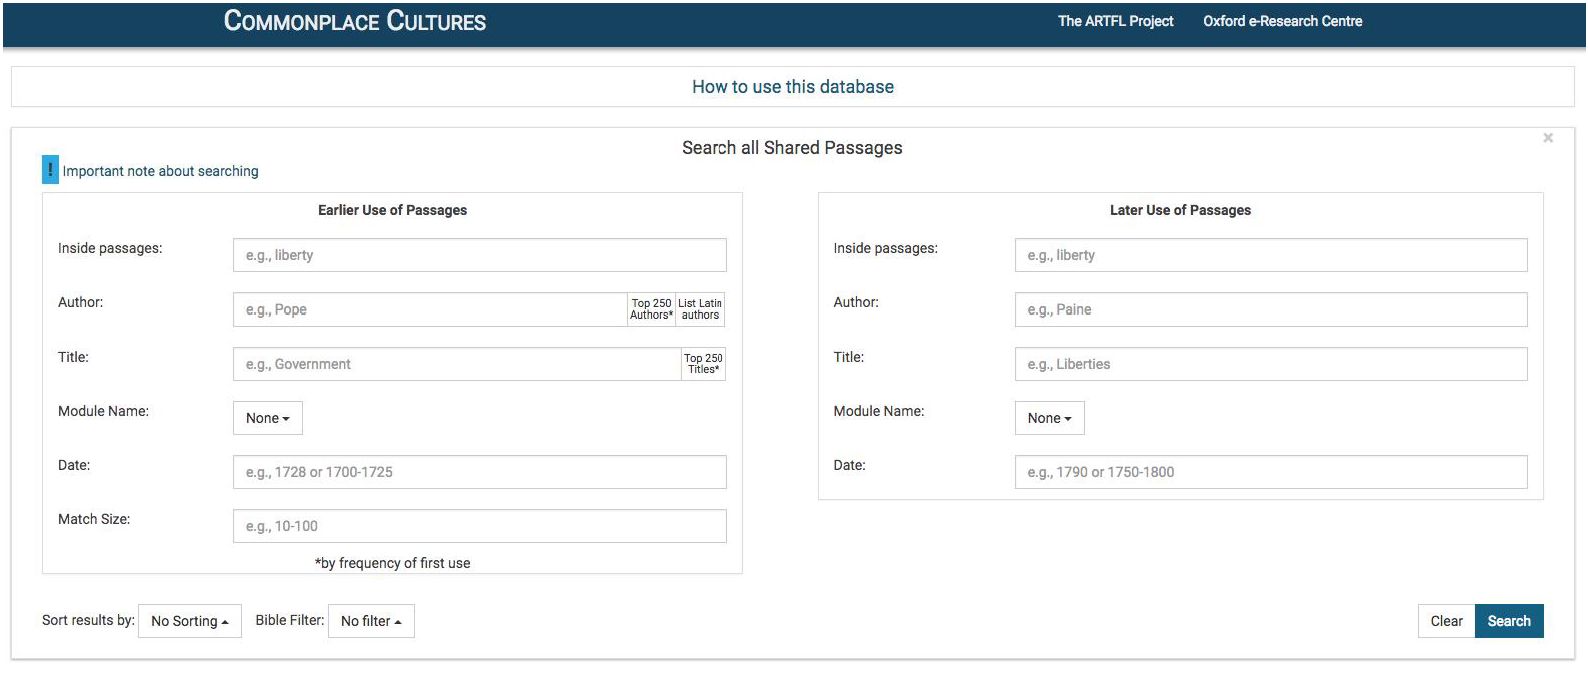 COMMONPLACE CULTURES
The ARTFL Project Oxford e-Research Centre
How to use this database
Search all Shared Passages
×
! Important note about searching
Earlier Use of Passages
Inside passages: e.g., liberty
Author: e.g., Pope Top 250 Authors* List Latin authors
Title: e.g., Government Top 250 Titles*
Module Name: None
Date: e.g., 1728 or 1700-1725
Match Size: e.g., 10-100
*by frequency of first use
Later Use of Passages
Inside passages: e.g., liberty
Author: e.g., Paine
Title: e.g., Liberties
Module Name: None
Date: e.g., 1790 or 1750-1800
Sort results by: No Sorting Bible Filter: No filter Clear Search